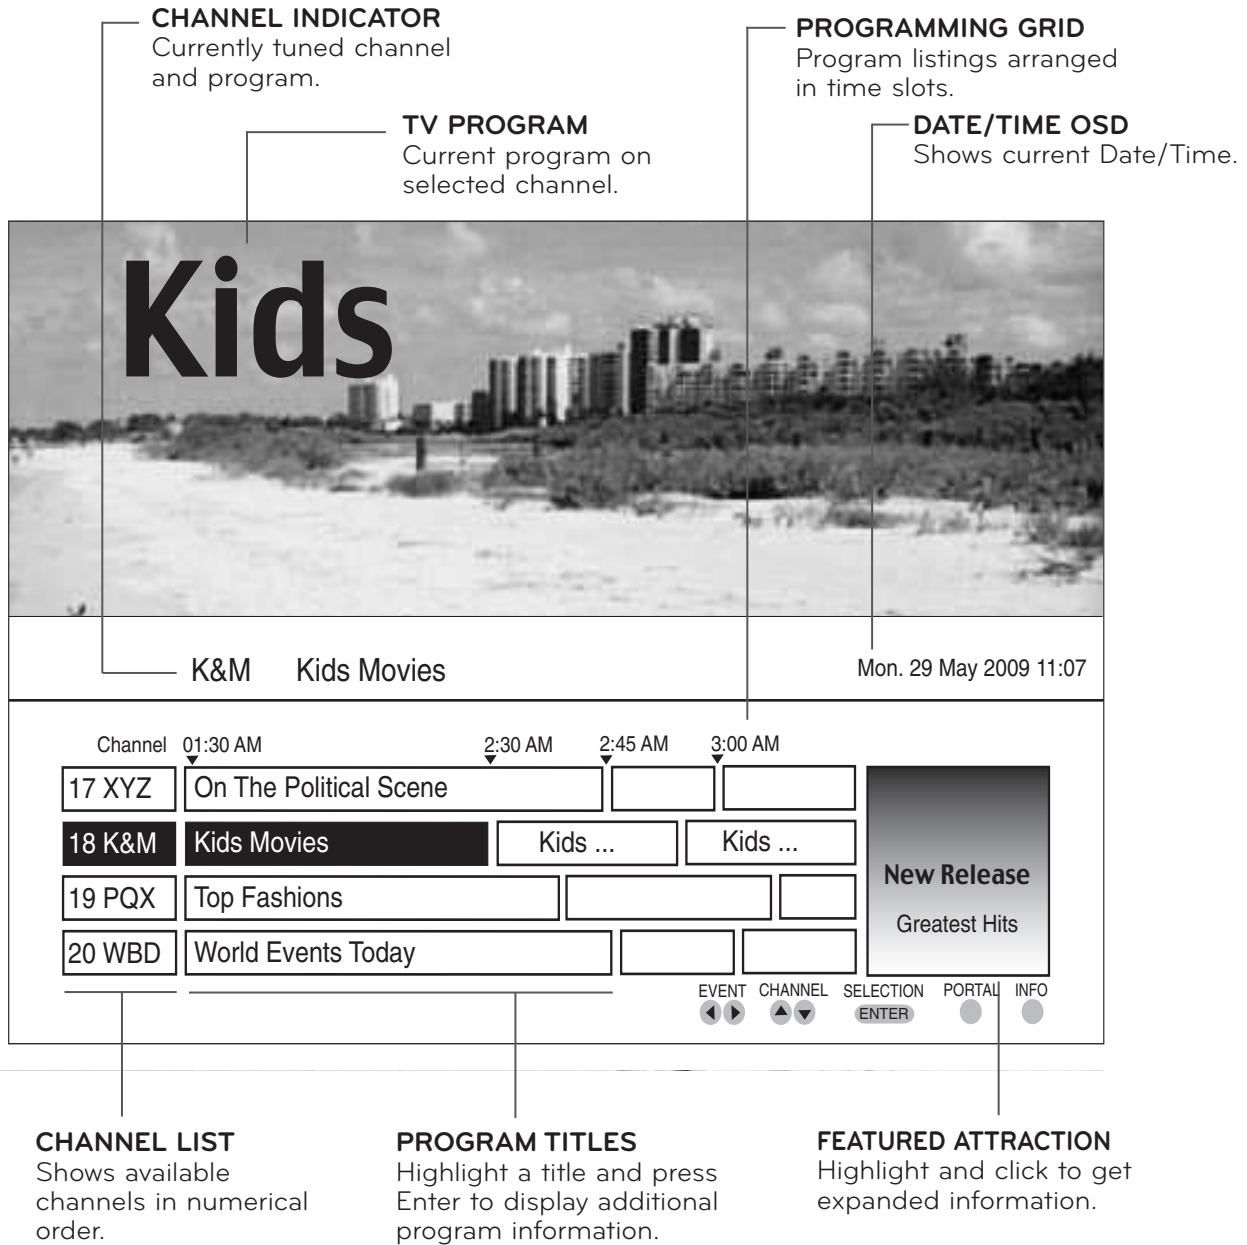 CHANNEL INDICATOR
Currently tuned channel
and program.
PROGRAMMING GRID
Program listings arranged
in time slots.
TV PROGRAM
Current program on
selected channel.
DATE/TIME OSD
Shows current Date/Time.
Kids
K&M Kids Movies
Mon. 29 May 2009 11:07
Channel 01:30 AM 2:30 AM 2:45 AM 3:00 AM
17 XYZ On The Political Scene
18 K&M Kids Movies Kids ... Kids ...
19 PQX Top Fashions
20 WBD World Events Today
New Release
Greatest Hits
EVENT CHANNEL SELECTION PORTAL INFO
ENTER
CHANNEL LIST
Shows available
channels in numerical
order.
PROGRAM TITLES
Highlight a title and press
Enter to display additional
program information.
FEATURED ATTRACTION
Highlight and click to get
expanded information.